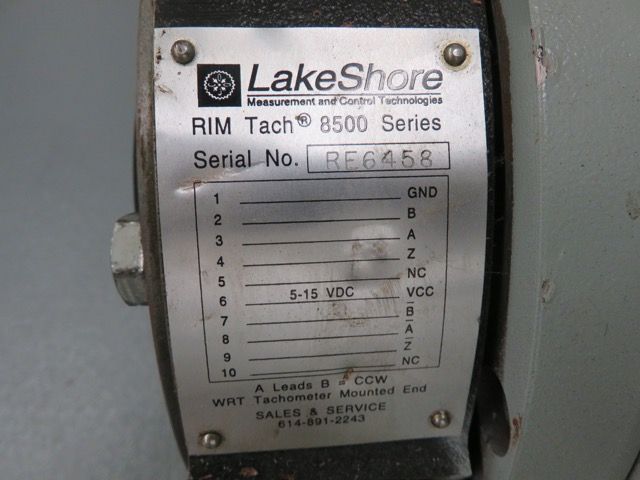 LakeShore
Measurement and Control Technologies
RIM Tach® 8500 Series
Serial No. RE6458
1 GND
2 B
3 A
4 Z
5 NC
6 5-15 VDC VCC
7 B̅
8 A̅
9 Z̅
10 NC
A Leads B = CCW
WRT Tachometer Mounted End
SALES & SERVICE
614-891-2243